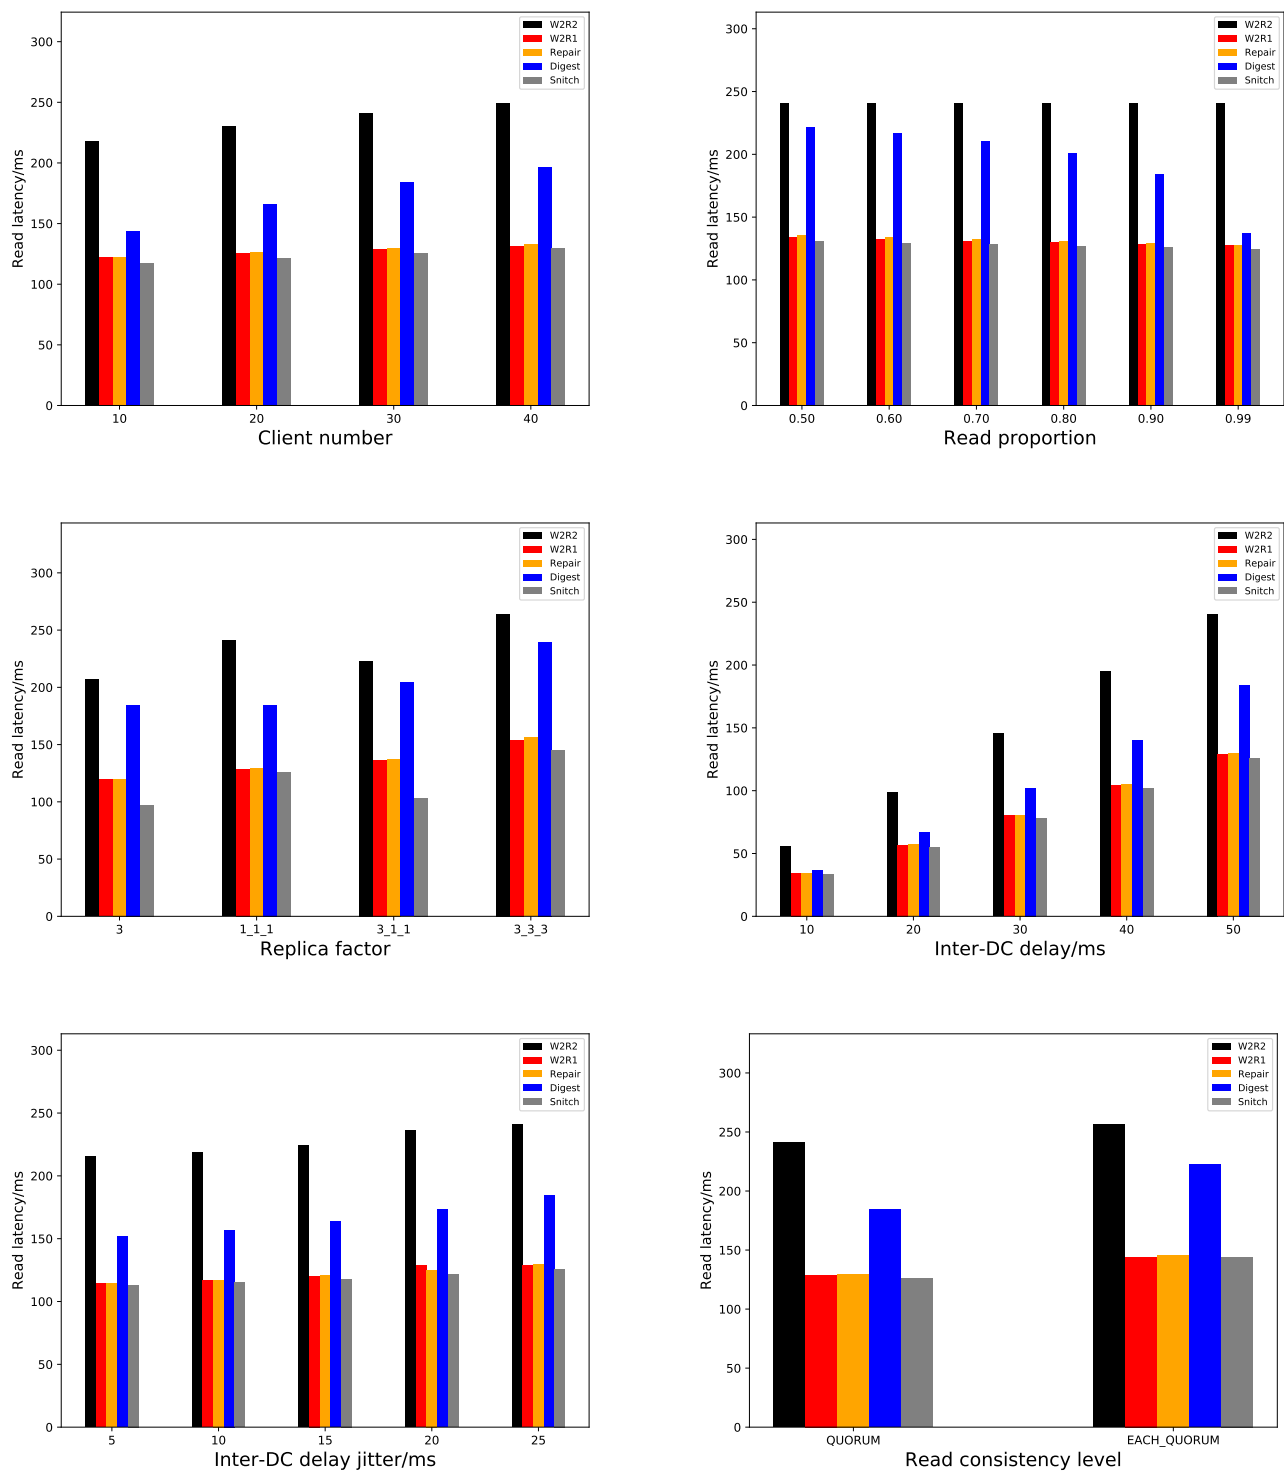 300
250
200
150
100
50
0
Read latency/ms
W2R2
W2R1
Repair
Digest
Snitch
10 20 30 40
Client number
300
250
200
150
100
50
0
Read latency/ms
W2R2
W2R1
Repair
Digest
Snitch
0.50 0.60 0.70 0.80 0.90 0.99
Read proportion
300
250
200
150
100
50
0
Read latency/ms
W2R2
W2R1
Repair
Digest
Snitch
3 1_1_1 3_1_1 3_3_3
Replica factor
300
250
200
150
100
50
0
Read latency/ms
W2R2
W2R1
Repair
Digest
Snitch
10 20 30 40 50
Inter-DC delay/ms
300
250
200
150
100
50
0
Read latency/ms
W2R2
W2R1
Repair
Digest
Snitch
5 10 15 20 25
Inter-DC delay jitter/ms
300
250
200
150
100
50
0
Read latency/ms
W2R2
W2R1
Repair
Digest
Snitch
QUORUM EACH_QUORUM
Read consistency level